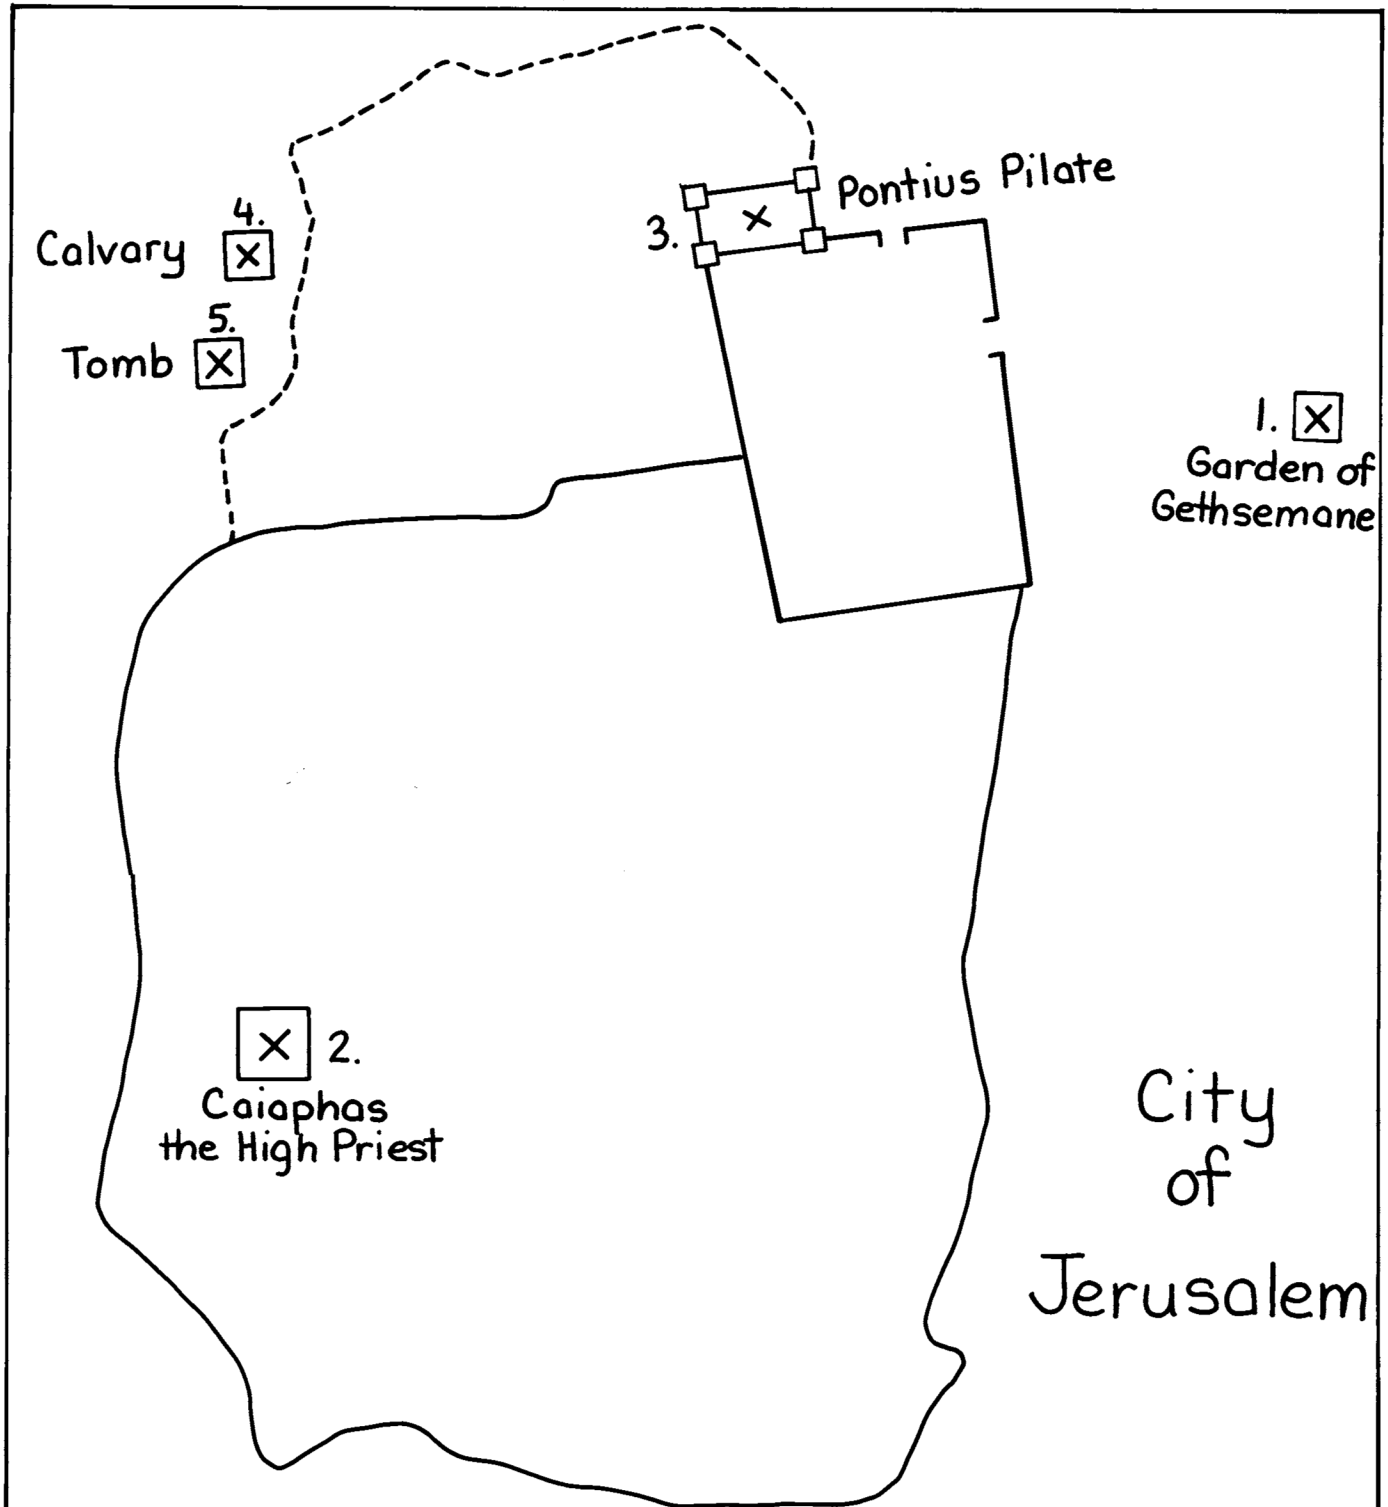 Pontius Pilate
3.
4.
Calvary
5.
Tomb
1.
Garden of
Gethsemane
2.
Caiaphas
the High Priest
City
of
Jerusalem